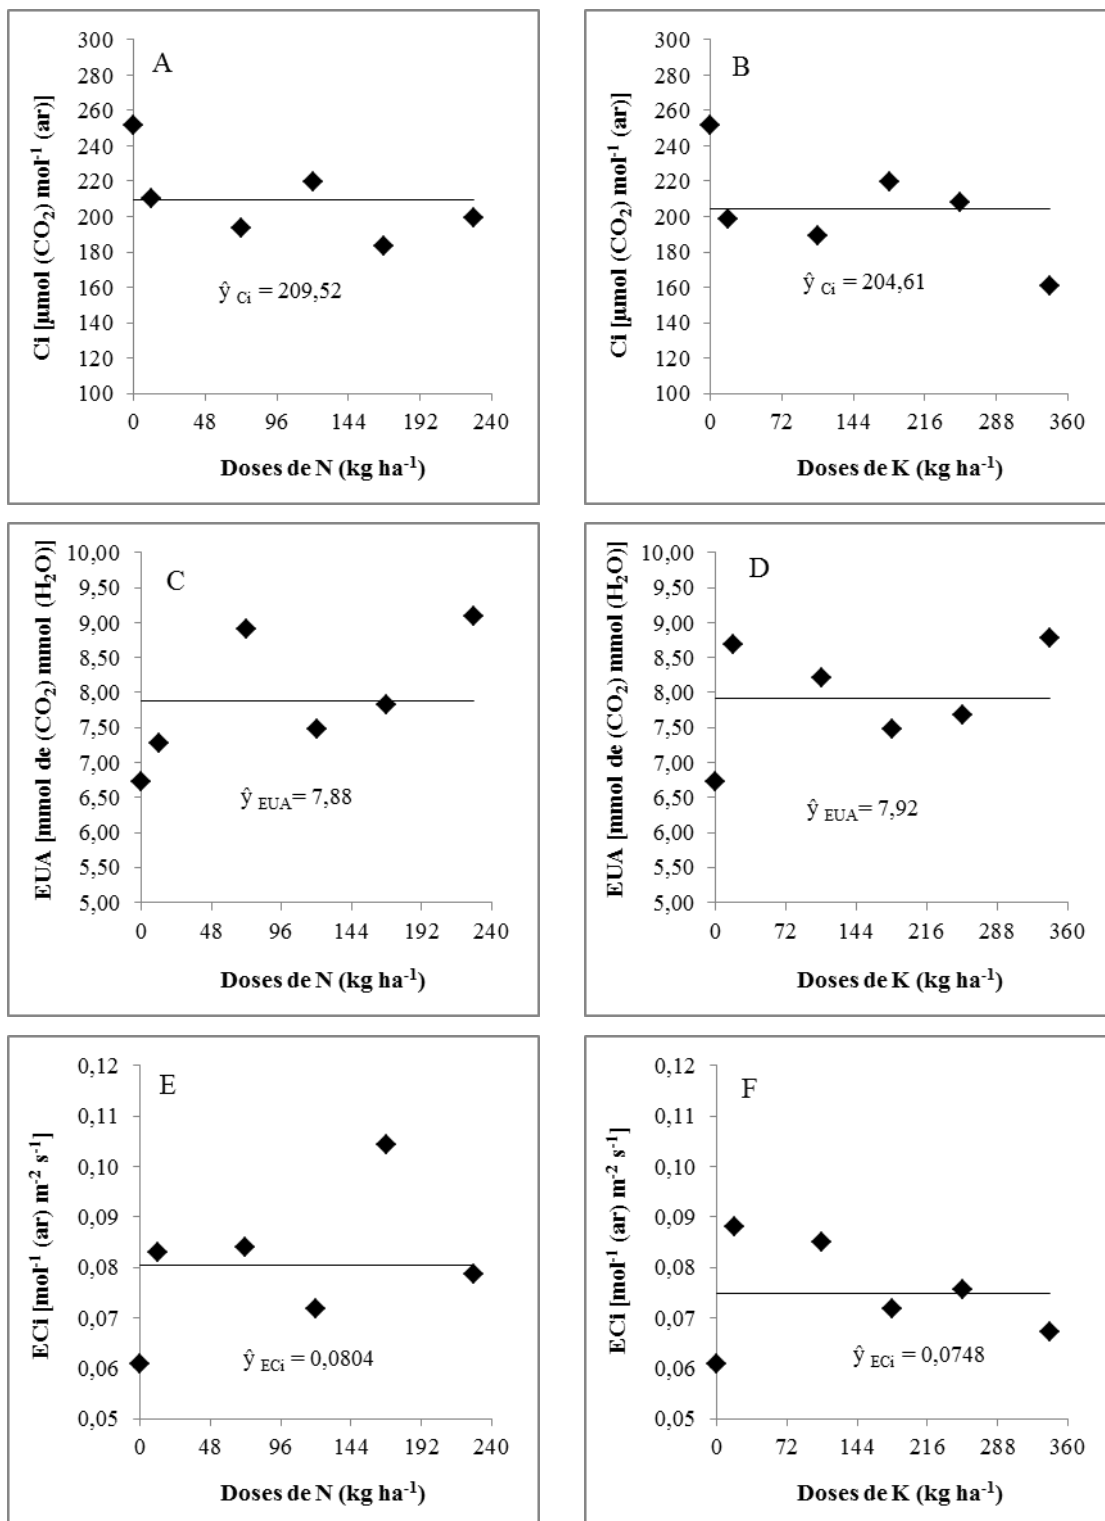 A
Ci [µmol (CO₂) mol⁻¹ (ar)]
300
280
260
240
220
200
180
160
140
120
100
ŷ Ci = 209,52
0 48 96 144 192 240
Doses de N (kg ha⁻¹)
B
Ci [µmol (CO₂) mol⁻¹ (ar)]
300
280
260
240
220
200
180
160
140
120
100
ŷ Ci = 204,61
0 72 144 216 288 360
Doses de K (kg ha⁻¹)
C
EUA [mmol de (CO₂) mmol (H₂O)]
10,00
9,50
9,00
8,50
8,00
7,50
7,00
6,50
6,00
5,50
5,00
ŷ EUA= 7,88
0 48 96 144 192 240
Doses de N (kg ha⁻¹)
D
EUA [mmol de (CO₂) mmol (H₂O)]
10,00
9,50
9,00
8,50
8,00
7,50
7,00
6,50
6,00
5,50
5,00
ŷ EUA= 7,92
0 72 144 216 288 360
Doses de K (kg ha⁻¹)
E
ECi [mol⁻¹ (ar) m⁻² s⁻¹]
0,12
0,11
0,10
0,09
0,08
0,07
0,06
0,05
ŷ ECi = 0,0804
0 48 96 144 192 240
Doses de N (kg ha⁻¹)
F
ECi [mol⁻¹ (ar) m⁻² s⁻¹]
0,12
0,11
0,10
0,09
0,08
0,07
0,06
0,05
ŷ ECi = 0,0748
0 72 144 216 288 360
Doses de K (kg ha⁻¹)